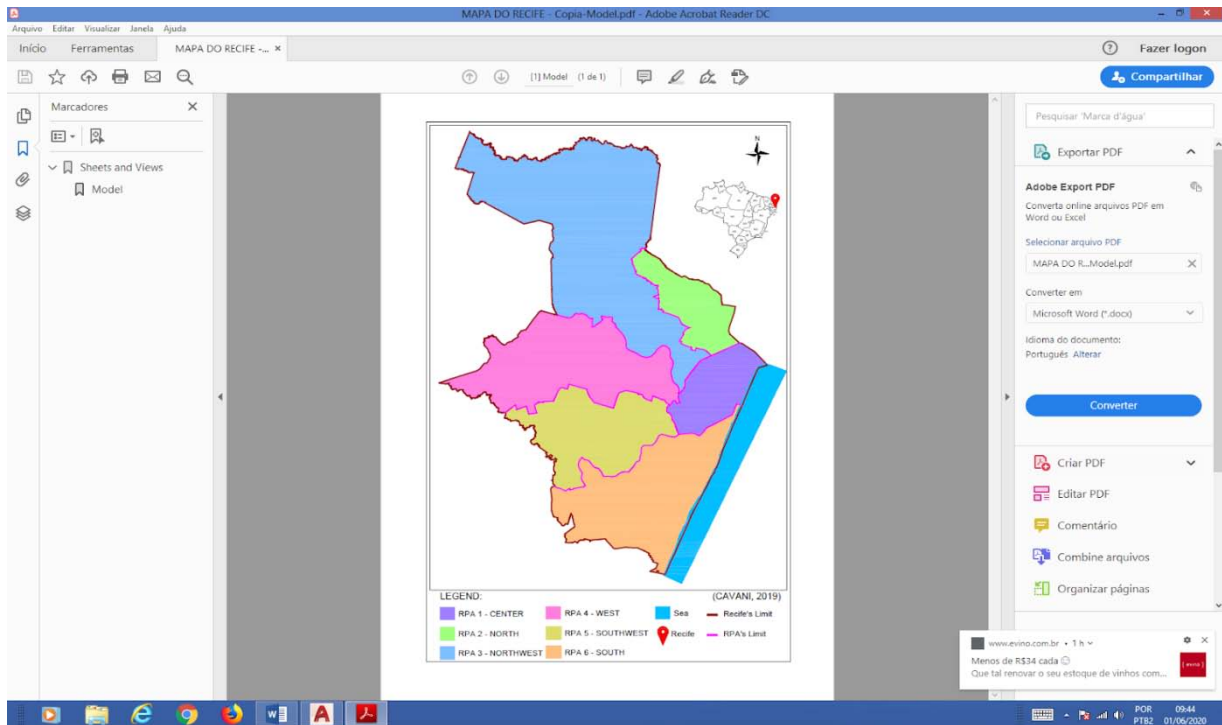 MAPA DO RECIFE - Copia-Model.pdf - Adobe Acrobat Reader DC
Arquivo Editar Visualizar Janela Ajuda
Início Ferramentas MAPA DO RECIFE -... ×
Fazer logon
[1] Model (1 de 1)
Compartilhar
Marcadores
Sheets and Views
Model
N
LEGEND:
(CAVANI, 2019)
RPA 1 - CENTER RPA 4 - WEST Sea Recife's Limit
RPA 2 - NORTH RPA 5 - SOUTHWEST Recife RPA's Limit
RPA 3 - NORTHWEST RPA 6 - SOUTH
Pesquisar 'Marca d'água'
Exportar PDF
Adobe Export PDF
Converta online arquivos PDF em
Word ou Excel
Selecionar arquivo PDF
MAPA DO R...Model.pdf
Converter em
Microsoft Word (*.docx)
Idioma do documento:
Português Alterar
Converter
Criar PDF
Editar PDF
Comentário
Combine arquivos
Organizar páginas
www.evino.com.br • 1 h
Menos de R$34 cada
Que tal renovar o seu estoque de vinhos com...
[evino]
POR 09:44
PTB2 01/06/2020